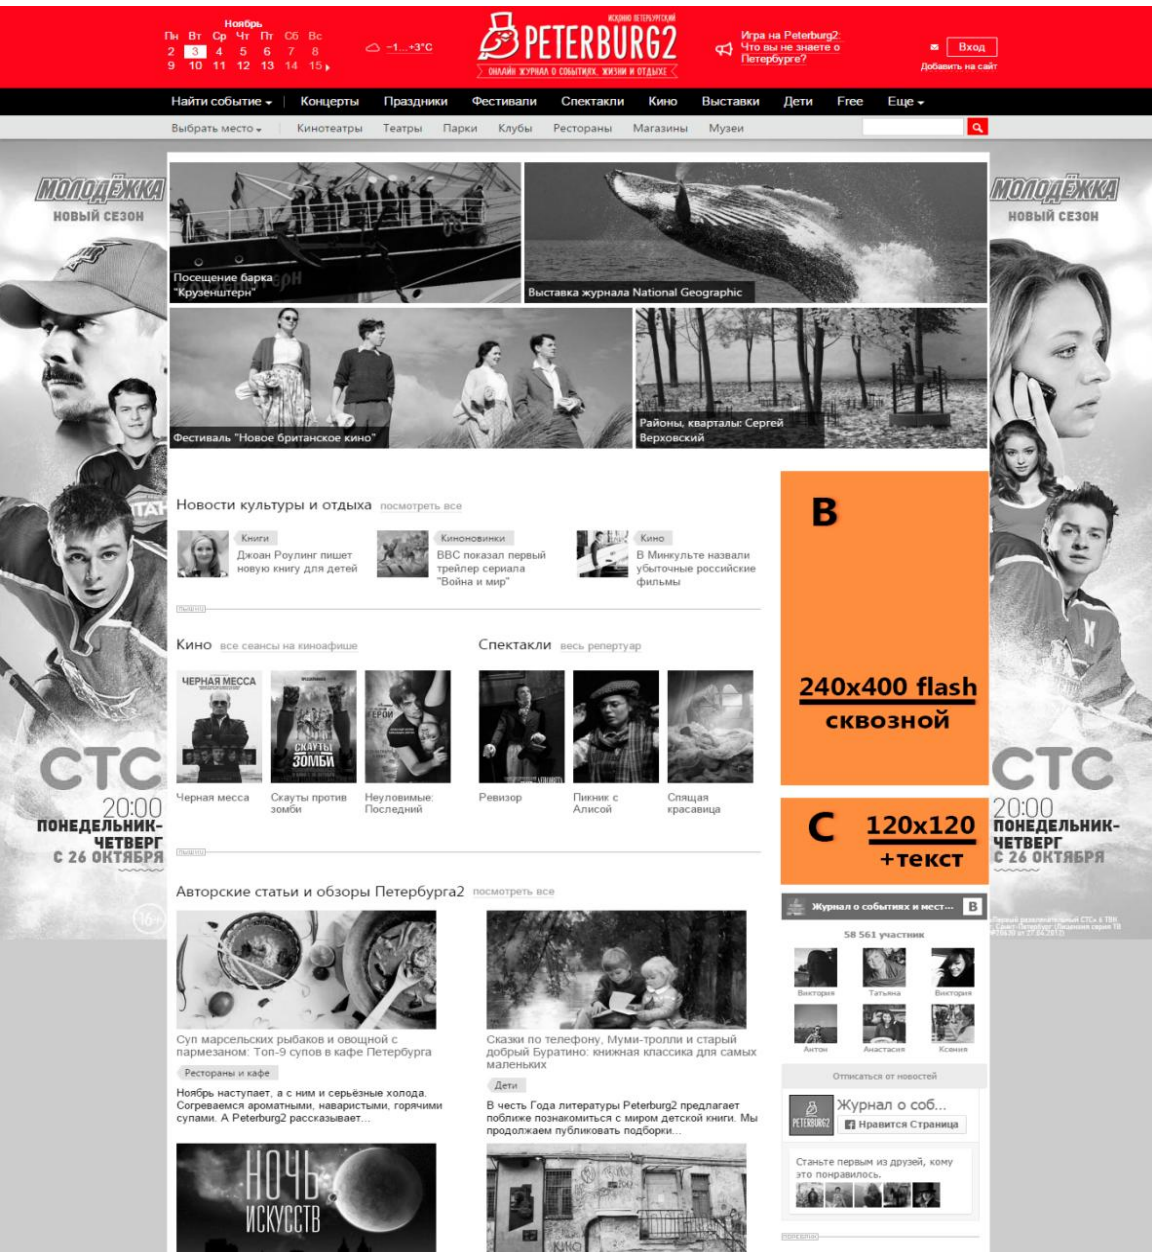 Ноябрь
Пн Вт Ср Чт Пт Сб Вс
2 3 4 5 6 7 8
9 10 11 12 13 14 15
−1...+3°C
ИСКОННО ПЕТЕРБУРГСКИЙ
PETERBURG2
ОНЛАЙН ЖУРНАЛ О СОБЫТИЯХ, ЖИЗНИ И ОТДЫХЕ
Игра на Peterburg2:
Что вы не знаете о
Петербурге?
Вход
Добавить на сайт
Найти событие Концерты Праздники Фестивали Спектакли Кино Выставки Дети Free Еще
Выбрать место Кинотеатры Театры Парки Клубы Рестораны Магазины Музеи
МОЛОДЁЖКА
НОВЫЙ СЕЗОН
СТС
20:00
ПОНЕДЕЛЬНИК-
ЧЕТВЕРГ
С 26 ОКТЯБРЯ
16+
Посещение барка
"Крузенштерн"
Выставка журнала National Geographic
Фестиваль "Новое британское кино"
Районы, кварталы: Сергей
Верховский
МОЛОДЁЖКА
НОВЫЙ СЕЗОН
СТС
20:00
ПОНЕДЕЛЬНИК-
ЧЕТВЕРГ
С 26 ОКТЯБРЯ
Новости культуры и отдыха посмотреть все
Книги
Джоан Роулинг пишет
новую книгу для детей
Киноновинки
BBC показал первый
трейлер сериала
"Война и мир"
Кино
В Минкульте назвали
убыточные российские
фильмы
Кино все сеансы на киноафише
ЧЕРНАЯ МЕССА
СКАУТЫ
ЗОМБИ
ГЕРОИ
Черная месса
Скауты против
зомби
Неуловимые:
Последний
Спектакли весь репертуар
Ревизор
Пикник с
Алисой
Спящая
красавица
B
240x400 flash
сквозной
C 120x120
+текст
Авторские статьи и обзоры Петербурга2 посмотреть все
Суп марсельских рыбаков и овощной с
пармезаном: Топ-9 супов в кафе Петербурга
Рестораны и кафе
Ноябрь наступает, а с ним и серьёзные холода.
Согреваемся ароматными, наваристыми, горячими
супами. А Peterburg2 рассказывает...
НОЧЬ
ИСКУССТВ
Сказки по телефону, Муми-тролли и старый
добрый Буратино: книжная классика для самых
маленьких
Дети
В честь Года литературы Peterburg2 предлагает
поближе познакомиться с миром детской книги. Мы
продолжаем публиковать подборки...
КИНО
Журнал о событиях и мест... В
58 561 участник
Виктория Татьяна Виктория
Антон Анастасия Ксения
Отписаться от новостей
PETERBURG2
Журнал о соб...
Нравится Страница
Станьте первым из друзей, кому
это понравилось.